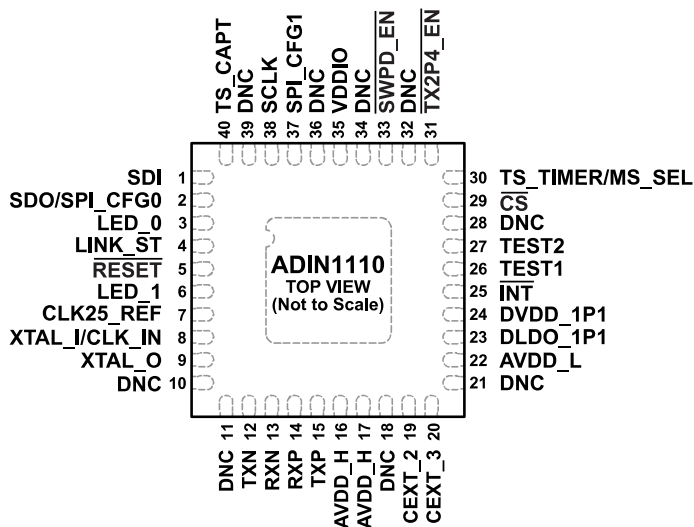 40 TS_CAPT
39 DNC
38 SCLK
37 SPI_CFG1
36 DNC
35 VDDIO
34 DNC
33 SWPD_EN
32 DNC
31 TX2P4_EN
SDI 1
SDO/SPI_CFG0 2
LED_0 3
LINK_ST 4
RESET 5
LED_1 6
CLK25_REF 7
XTAL_I/CLK_IN 8
XTAL_O 9
DNC 10
ADIN1110
TOP VIEW
(Not to Scale)
30 TS_TIMER/MS_SEL
29 CS
28 DNC
27 TEST2
26 TEST1
25 INT
24 DVDD_1P1
23 DLDO_1P1
22 AVDD_L
21 DNC
DNC 11
TXN 12
RXN 13
RXP 14
TXP 15
AVDD_H 16
AVDD_H 17
DNC 18
CEXT_2 19
CEXT_3 20